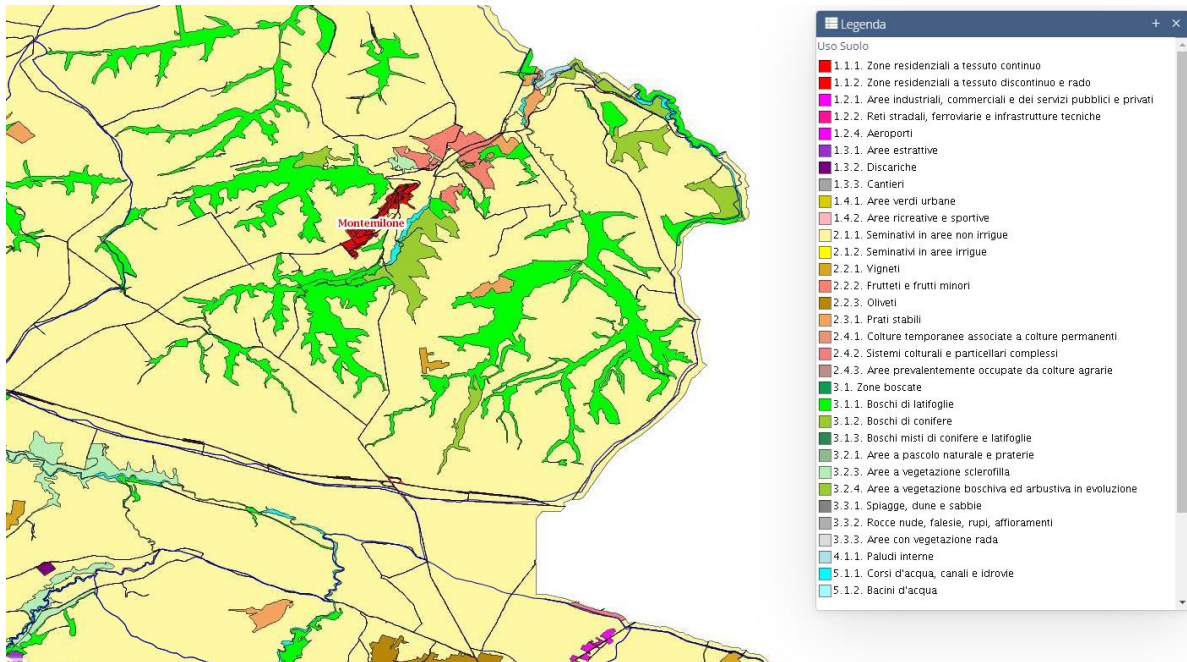 Montemilone
Legenda
Uso Suolo
1.1.1. Zone residenziali a tessuto continuo
1.1.2. Zone residenziali a tessuto discontinuo e rado
1.2.1. Aree industriali, commerciali e dei servizi pubblici e privati
1.2.2. Reti stradali, ferroviarie e infrastrutture tecniche
1.2.4. Aeroporti
1.3.1. Aree estrattive
1.3.2. Discariche
1.3.3. Cantieri
1.4.1. Aree verdi urbane
1.4.2. Aree ricreative e sportive
2.1.1. Seminativi in aree non irrigue
2.1.2. Seminativi in aree irrigue
2.2.1. Vigneti
2.2.2. Frutteti e frutti minori
2.2.3. Oliveti
2.3.1. Prati stabili
2.4.1. Colture temporanee associate a colture permanenti
2.4.2. Sistemi colturali e particellari complessi
2.4.3. Aree prevalentemente occupate da colture agrarie
3.1. Zone boscate
3.1.1. Boschi di latifoglie
3.1.2. Boschi di conifere
3.1.3. Boschi misti di conifere e latifoglie
3.2.1. Aree a pascolo naturale e praterie
3.2.3. Aree a vegetazione sclerofilla
3.2.4. Aree a vegetazione boschiva ed arbustiva in evoluzione
3.3.1. Spiagge, dune e sabbie
3.3.2. Rocce nude, falesie, rupi, affioramenti
3.3.3. Aree con vegetazione rada
4.1.1. Paludi interne
5.1.1. Corsi d'acqua, canali e idrovie
5.1.2. Bacini d'acqua